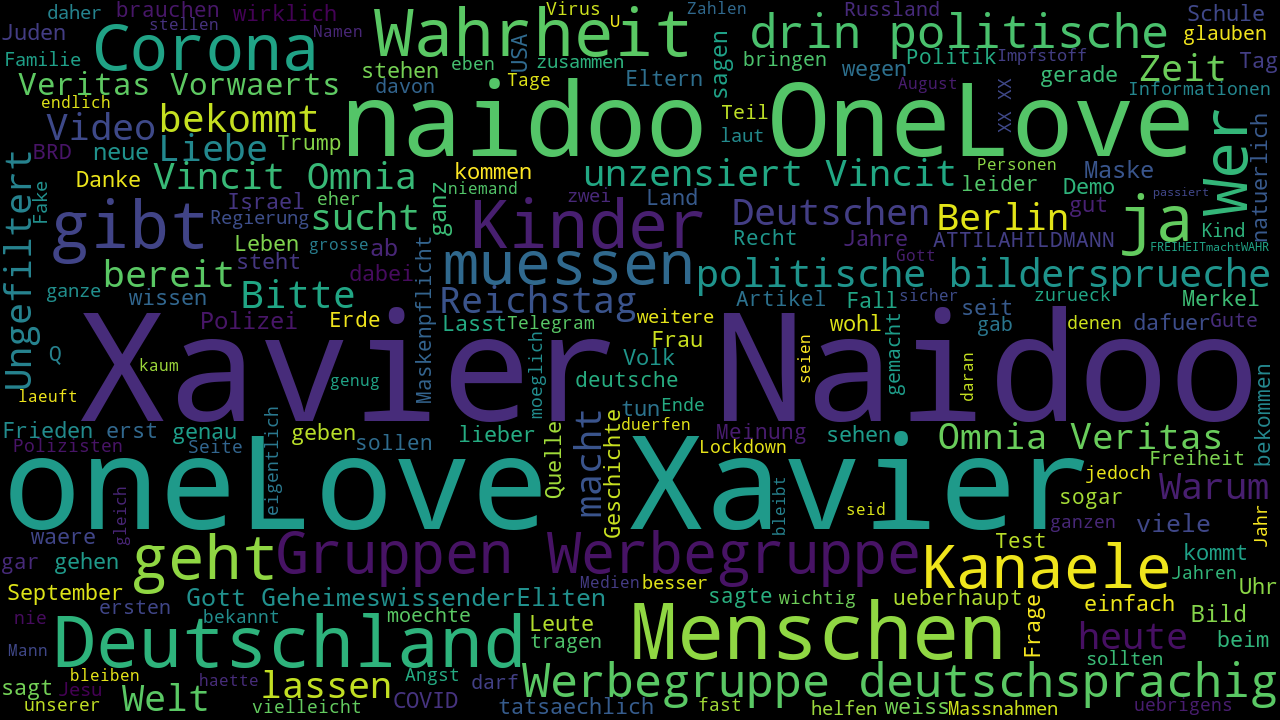 daher brauchen wirklich Virus U Zahlen Russland Schule
stellen Namen
Juden Corona Wahrheit USA drin politische glauben
Familie stehen eben zusammen sagen bringen wegen Politik Impfstoff Zeit Tag
Veritas Vorwaerts davon Tage Eltern August gerade Informationen
endlich bekommt naidoo Teil OneLove XX XX
Video Liebe Trump laut Wer natuerlich
BRD neue
Ungefiltert Fake Danke Vincit Omnia kommen unzensiert Vincit Personen Maske
niemand zwei Land leider Demo passiert
gibt Israel eher ganz Kinder Deutschen Berlin gut ja Kind
Regierung sucht
Leben grosse ab Recht Jahre ATTILAHILDMANN FREIHEITmachtWAHR
steht dabei muessen Gott
bereit politische bildersprueche
ganze wissen Bitte Maskenpflicht Reichstag Artikel Fall sicher seit zurueck Merkel
Polizei Erde Lasst Telegram weitere wohl gab denen dafuer Gute
Q Xavier Naidoo Frau
kaum moeglich Volk seien gemacht daran
laeuft genug deutsche
tun Ende bekommen
Frieden erst genau geben sollen lieber Quelle macht Geschichte duerfen Meinung sehen Omnia Veritas
Polizisten Seite eigentlich Lockdown Freiheit
oneLove Xavier jedoch Warum
gleich bleibt seid sogar
waere ganzen viele Jahr
gar gehen geht Gruppen Werbegruppe Test Kanaele kommt
September Medien besser Jahren Uhr
ersten Gott GeheimeswissenderEliten sagte wichtig ueberhaupt einfach
nie bekannt moechte Leute Frage Bild
Mann Deutschland tragen Menschen heute beim
sollten
bleiben haette Angst
sagt Jesu lassen darf Werbegruppe deutschsprachig
unserer Welt vielleicht COVID tatsaechlich fast helfen weiss Massnahmen uebrigens